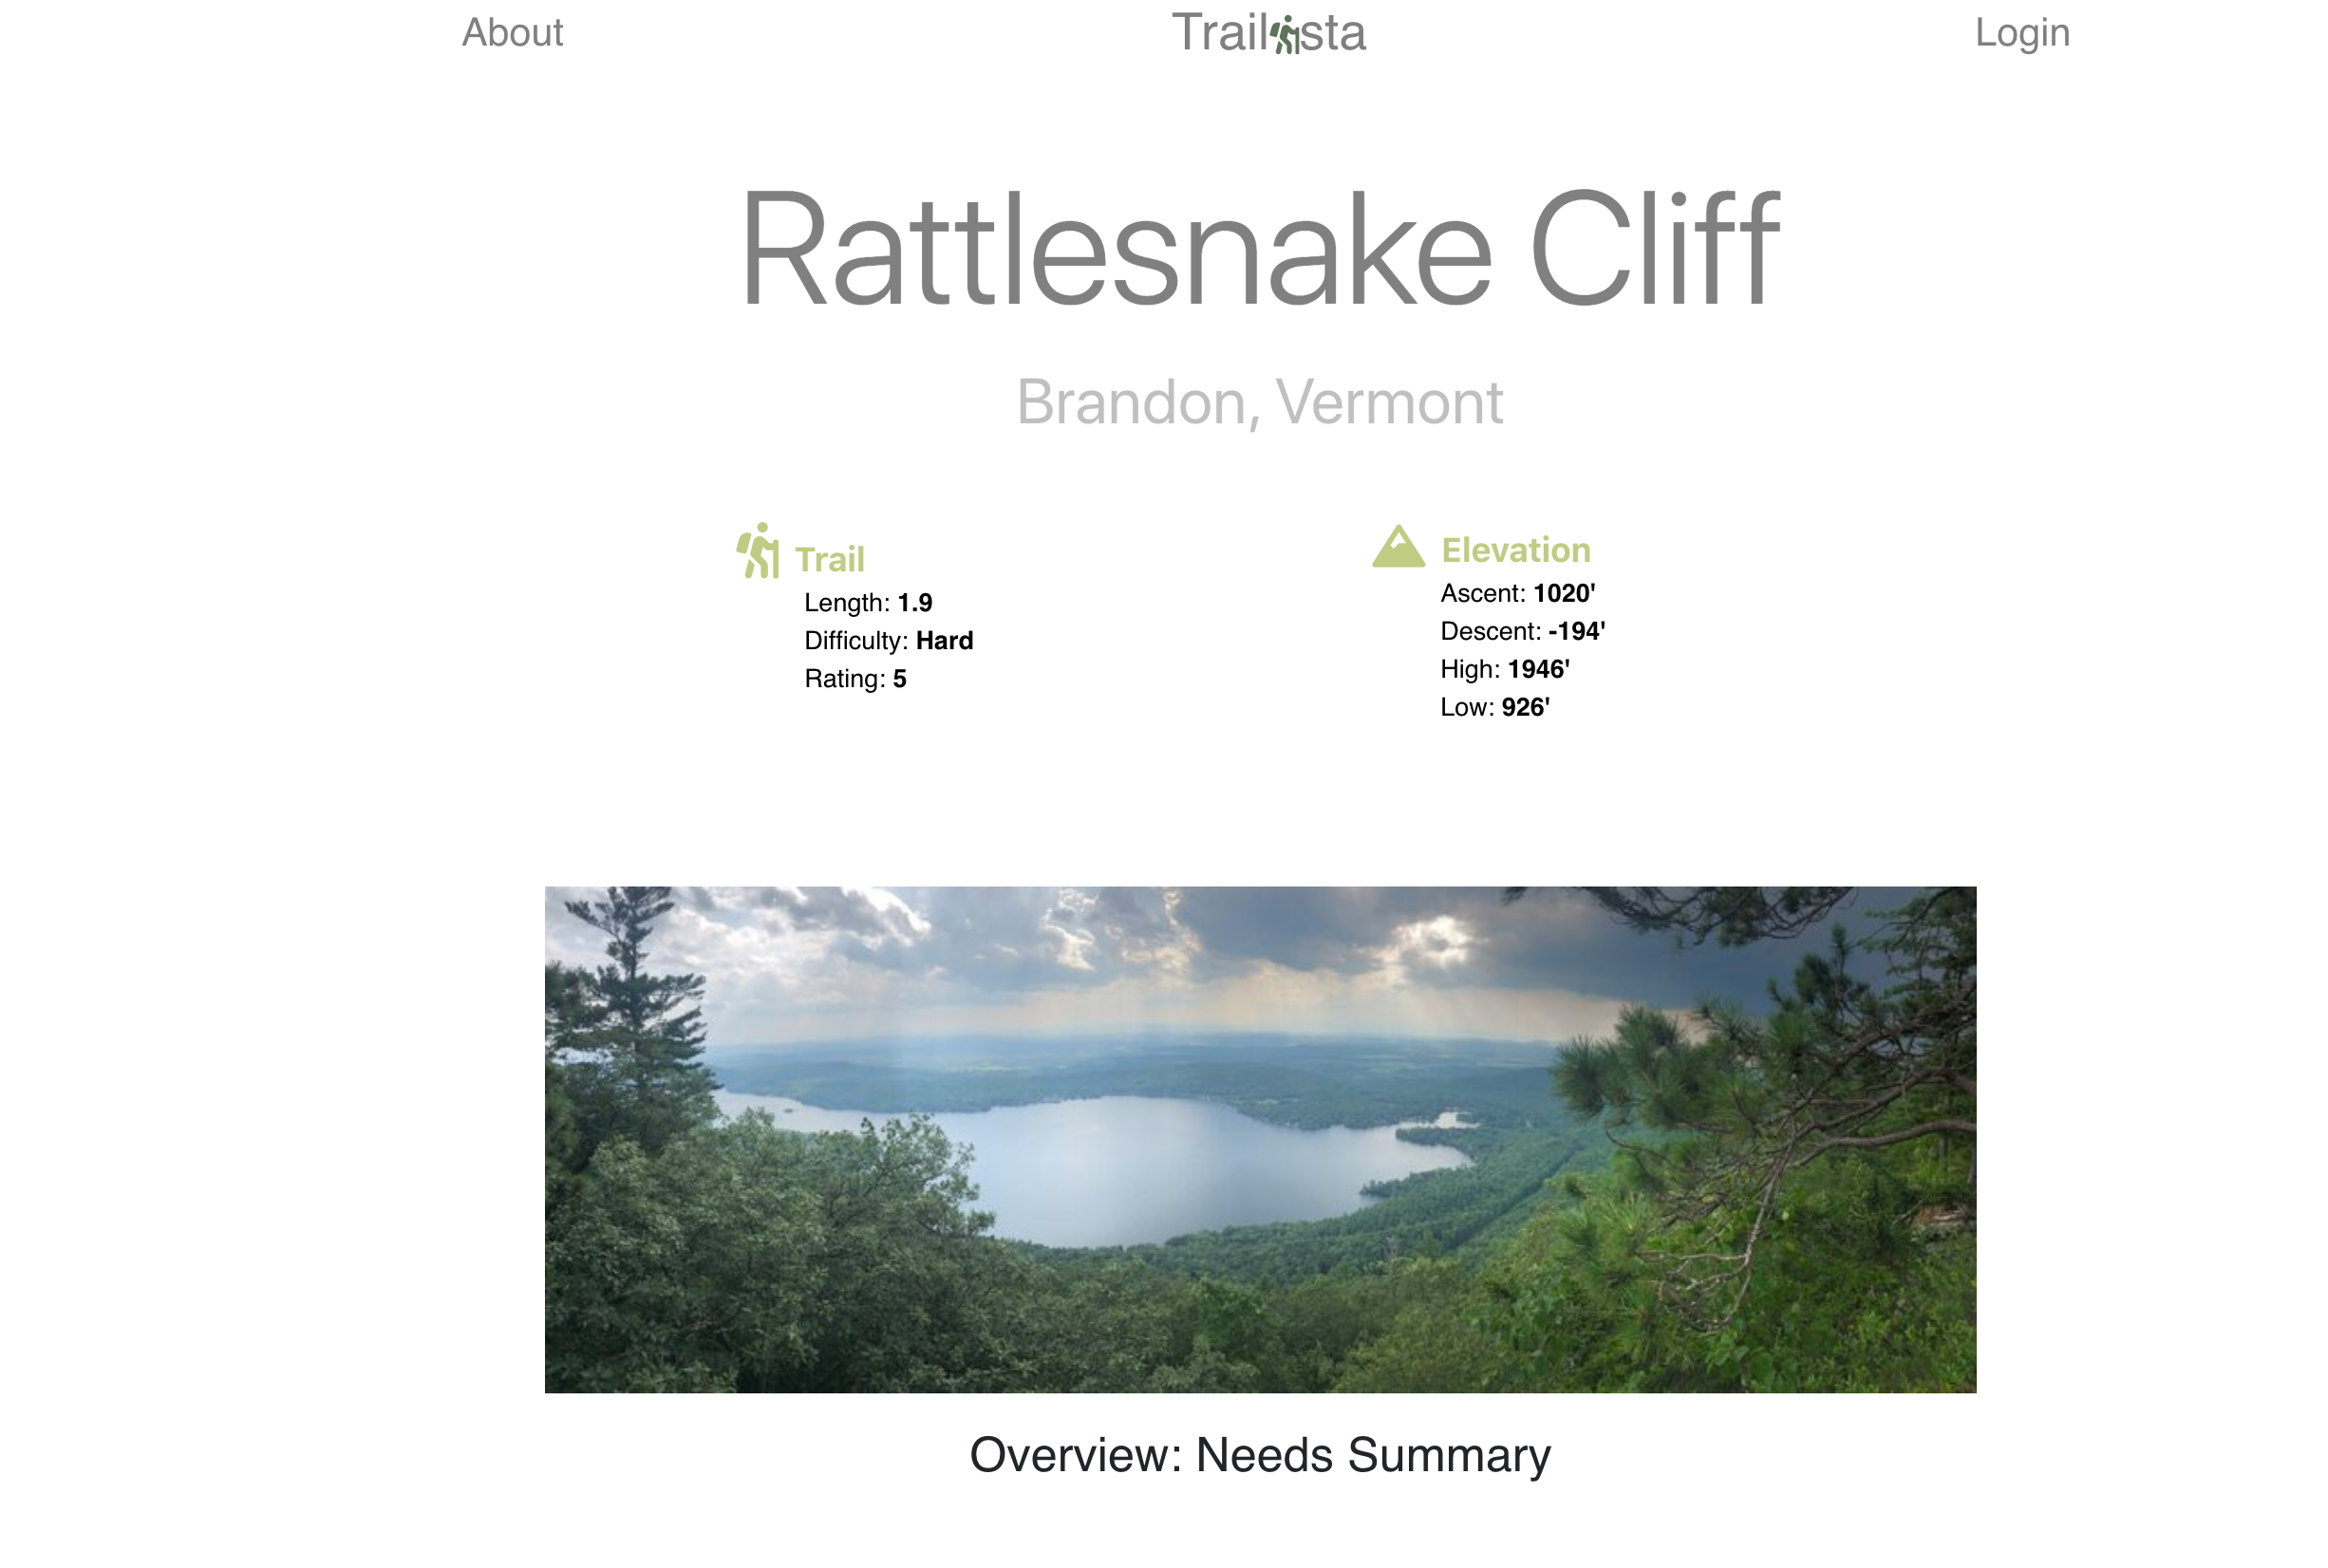 About
Trailsta
Login
Rattlesnake Cliff
Brandon, Vermont
Trail
Length: 1.9
Difficulty: Hard
Rating: 5
Elevation
Ascent: 1020'
Descent: -194'
High: 1946'
Low: 926'
Overview: Needs Summary